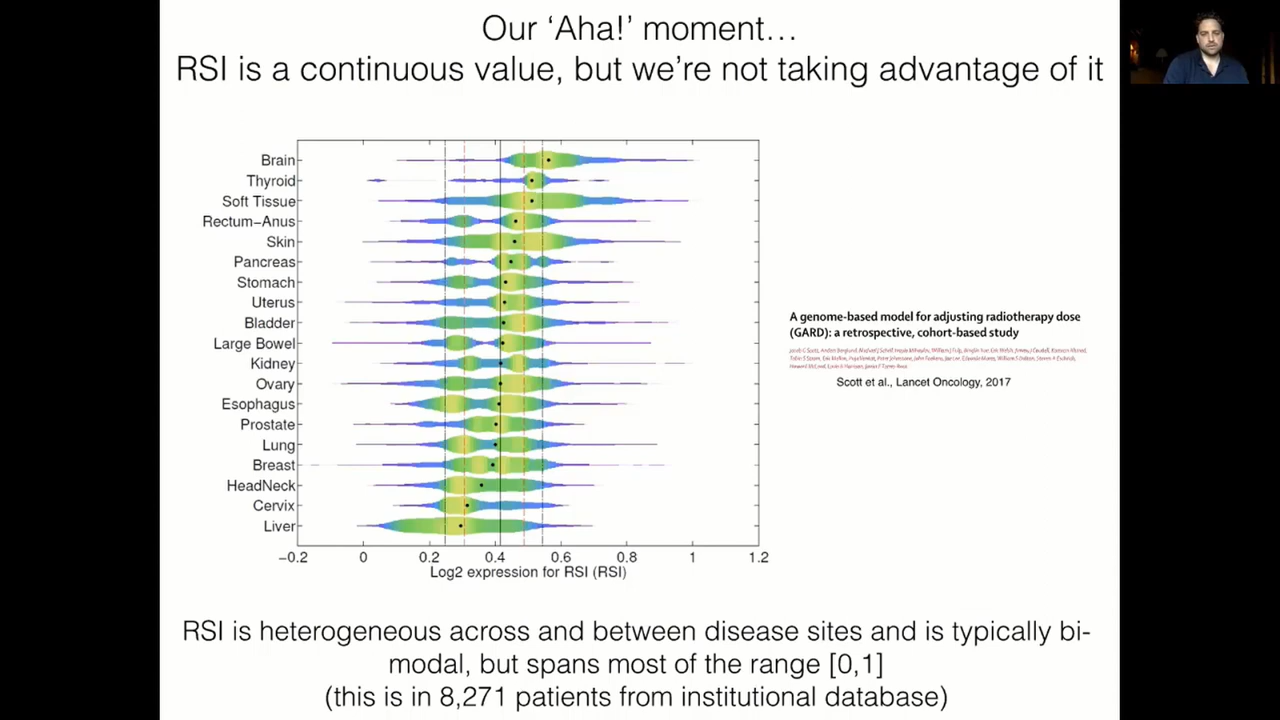 Our ‘Aha!’ moment…
RSI is a continuous value, but we’re not taking advantage of it
Brain
Thyroid
Soft Tissue
Rectum−Anus
Skin
Pancreas
Stomach
Uterus
Bladder
Large Bowel
Kidney
Ovary
Esophagus
Prostate
Lung
Breast
HeadNeck
Cervix
Liver
−0.2 0 0.2 0.4 0.6 0.8 1 1.2
Log2 expression for RSI (RSI)
A genome-based model for adjusting radiotherapy dose
(GARD): a retrospective, cohort-based study
Scott et al., Lancet Oncology, 2017
RSI is heterogeneous across and between disease sites and is typically bi-
modal, but spans most of the range [0,1]
(this is in 8,271 patients from institutional database)